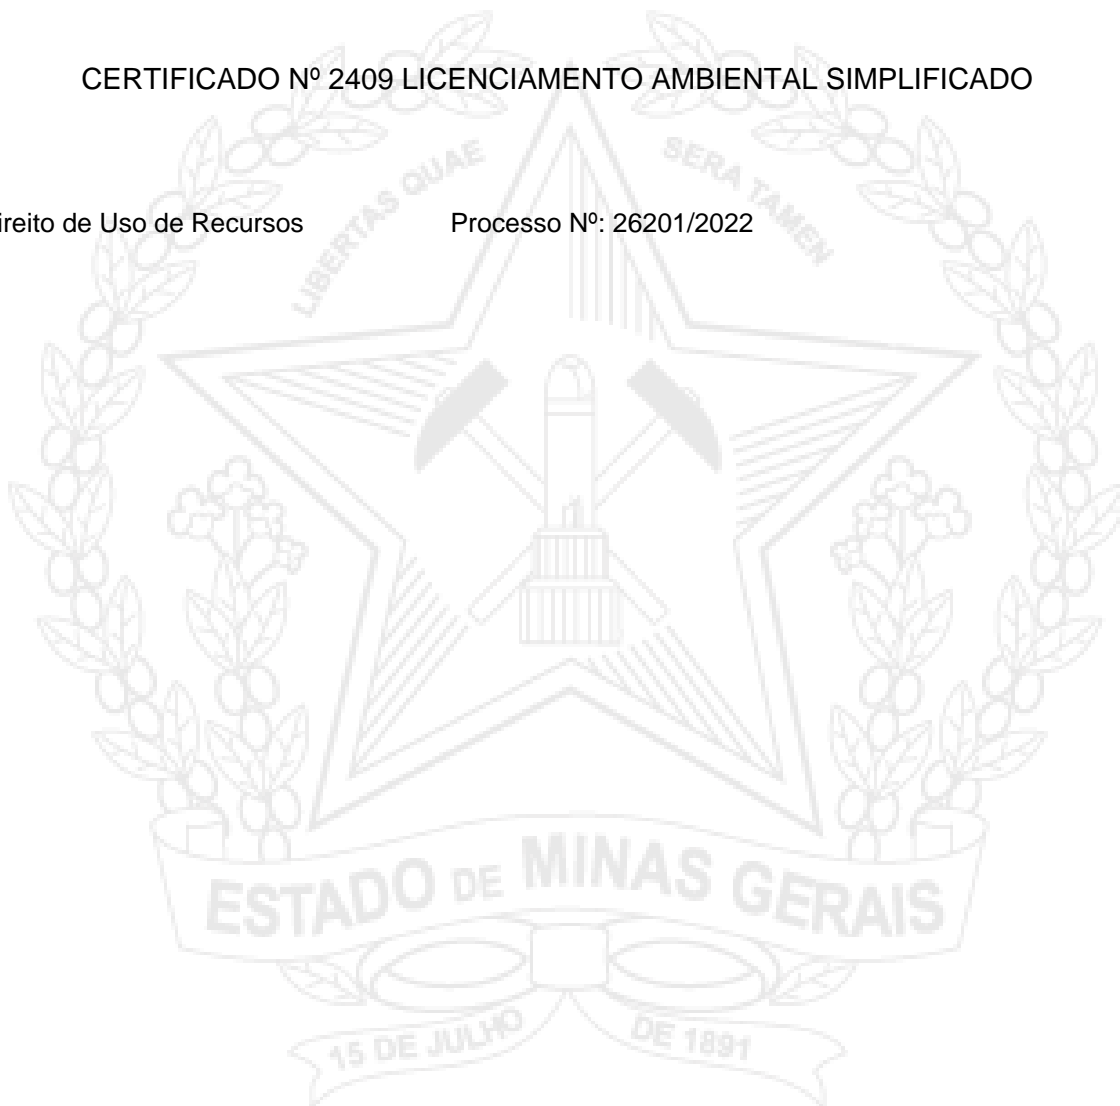 CERTIFICADO Nº 2409 LICENCIAMENTO AMBIENTAL SIMPLIFICADO
LIBERTAS QUAE SERA TAMEN
ireito de Uso de Recursos Processo Nº: 26201/2022
ESTADO DE MINAS GERAIS
15 DE JULHO DE 1891